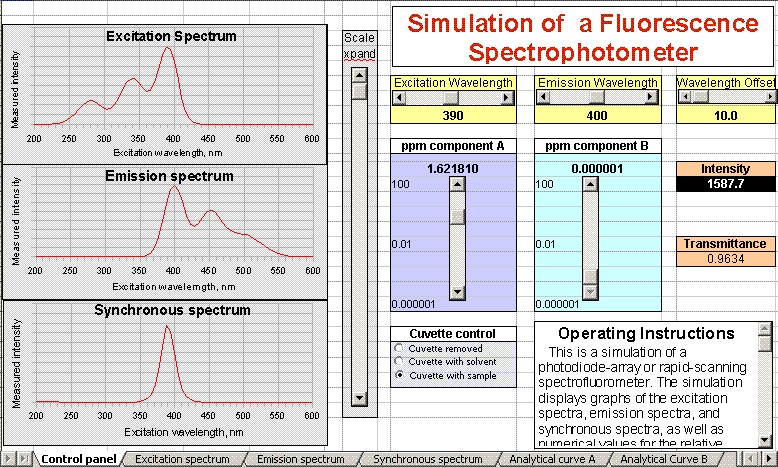 Simulation of a Fluorescence
Spectrophotometer
Excitation Spectrum
Measured intensity
200 250 300 350 400 450 500 550 600
Excitation wavelength, nm
Emission spectrum
Measured intensity
200 250 300 350 400 450 500 550 600
Excitation wavelength, nm
Synchronous spectrum
Measured intensity
200 250 300 350 400 450 500 550 600
Excitation wavelength, nm
Scale
xpand
Excitation Wavelength
390
Emission Wavelength
400
Wavelength Offset
10.0
ppm component A
1.621810
100
0.01
0.000001
ppm component B
0.000001
100
0.01
0.000001
Intensity
1587.7
Transmittance
0.9634
Cuvette control
Cuvette removed
Cuvette with solvent
Cuvette with sample
Operating Instructions
This is a simulation of a
photodiode-array or rapid-scanning
spectrofluorometer. The simulation
displays graphs of the excitation
spectra, emission spectra, and
synchronous spectra, as well as
numerical values for the relative
Control panel Excitation spectrum Emission spectrum Synchronous spectrum Analytical curve A Analytical Curve B